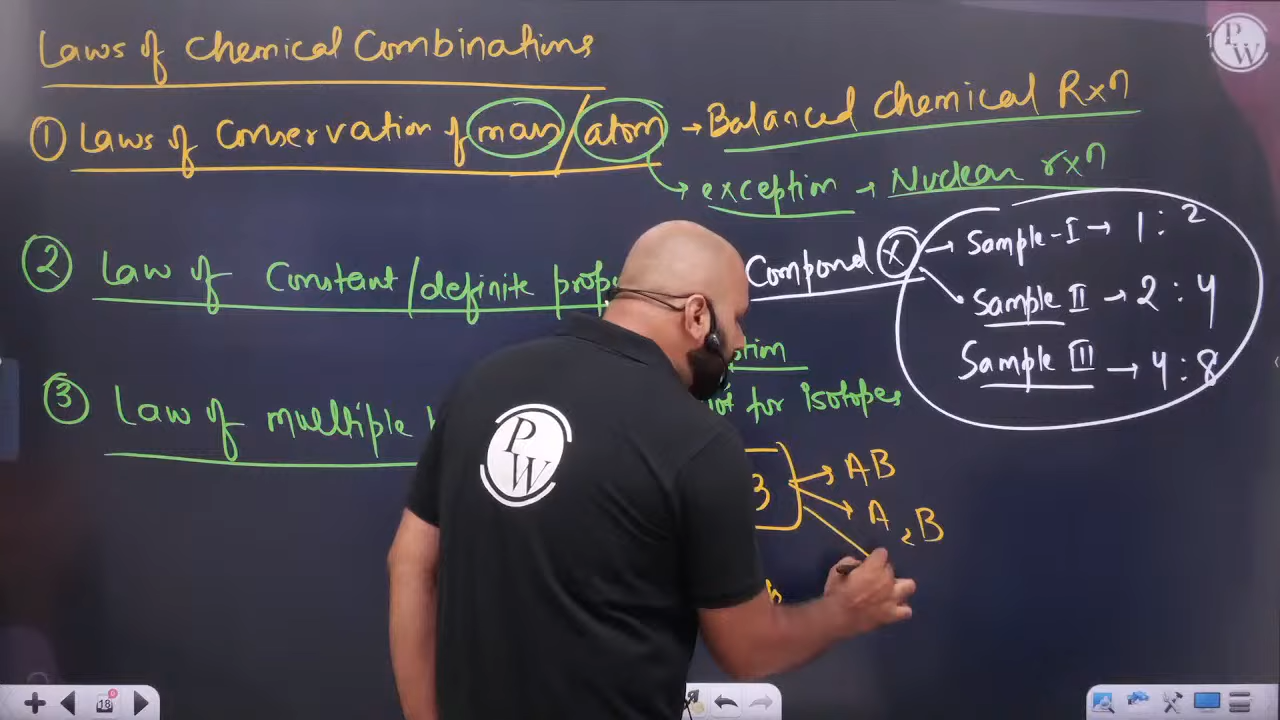 Laws of Chemical Combinations
PW
① Laws of Conservation of mass/atom → Balanced Chemical Rxn
exception → Nuclear rxn
② Law of Constant/definite
Compond X → Sample-I → 1 : 2
Sample II → 2 : 4
Sample III → 4 : 8
③ Law of multiple
for isotopes
AB
A2B
PW
18